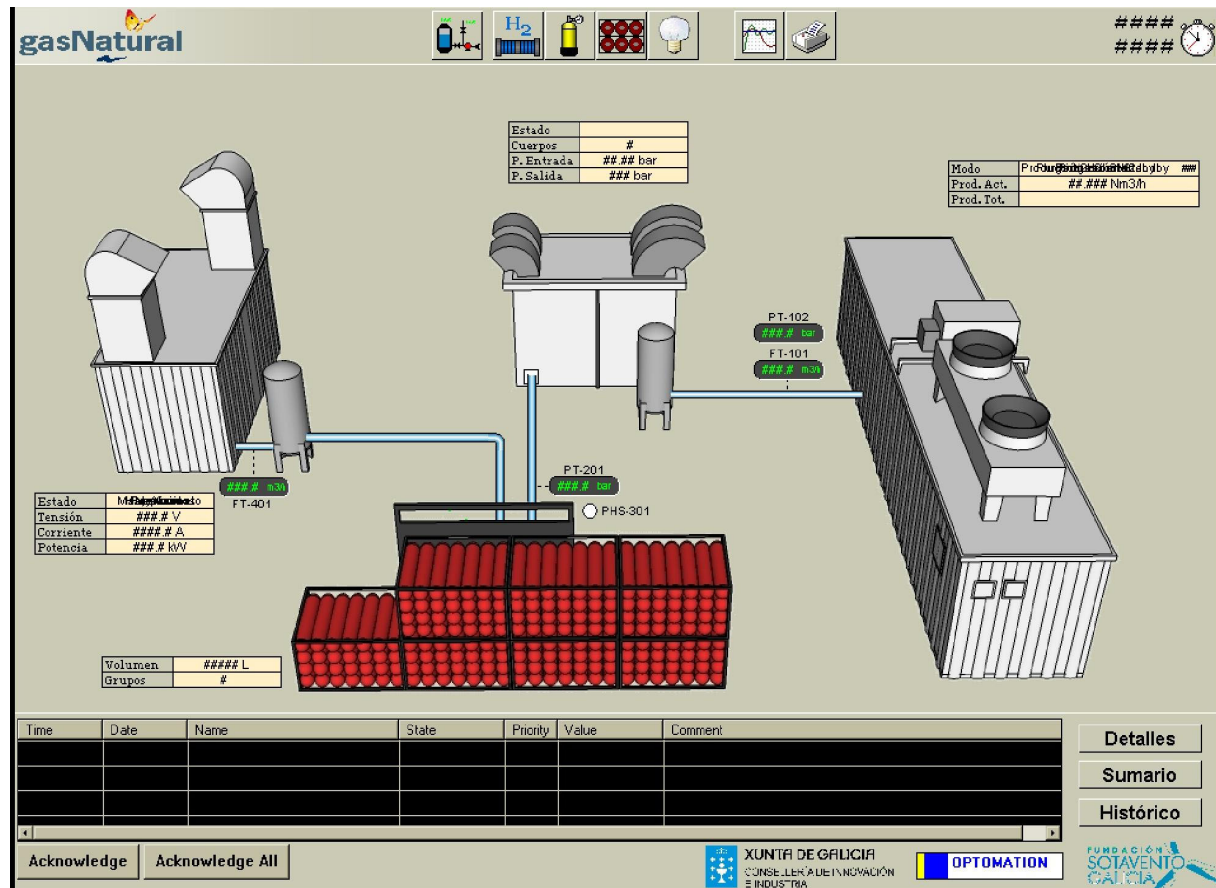 gasNatural
H2
####
####
Estado
Cuerpos #
P.Entrada ##.## bar
P.Salida ### bar
Modo ###
Prod.Act. ##.### Nm3/h
Prod.Tot.
PT-102
###.# bar
FT-101
###.# m3/h
PT-201
###.# bar
###.# m3/h
FT-401
PHS-301
Estado
Tensión ###.# V
Corriente ####.# A
Potencia ###.# kW
Volumen ##### L
Grupos #
Time Date Name State Priority Value Comment
Detalles
Sumario
Histórico
Acknowledge Acknowledge All
XUNTA DE GALICIA
CONSELLERÍA DE INNOVACIÓN
E INDUSTRIA
OPTOMATION
FUNDACIÓN
SOTAVENTO
GALICIA